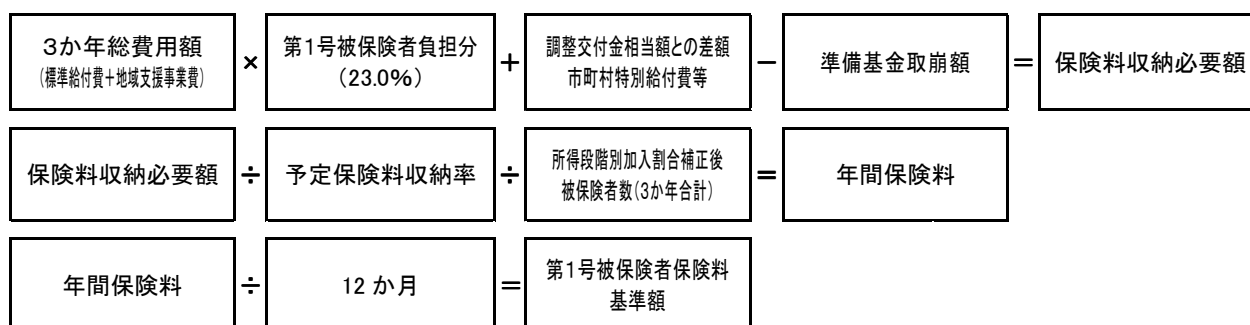 3か年総費用額
(標準給付費+地域支援事業費)
×
第1号被保険者負担分
(23.0%)
+
調整交付金相当額との差額
市町村特別給付費等
−
準備基金取崩額
=
保険料収納必要額
保険料収納必要額
÷
予定保険料収納率
÷
所得段階別加入割合補正後
被保険者数(3か年合計)
=
年間保険料
年間保険料
÷
12 か月
=
第1号被保険者保険料
基準額